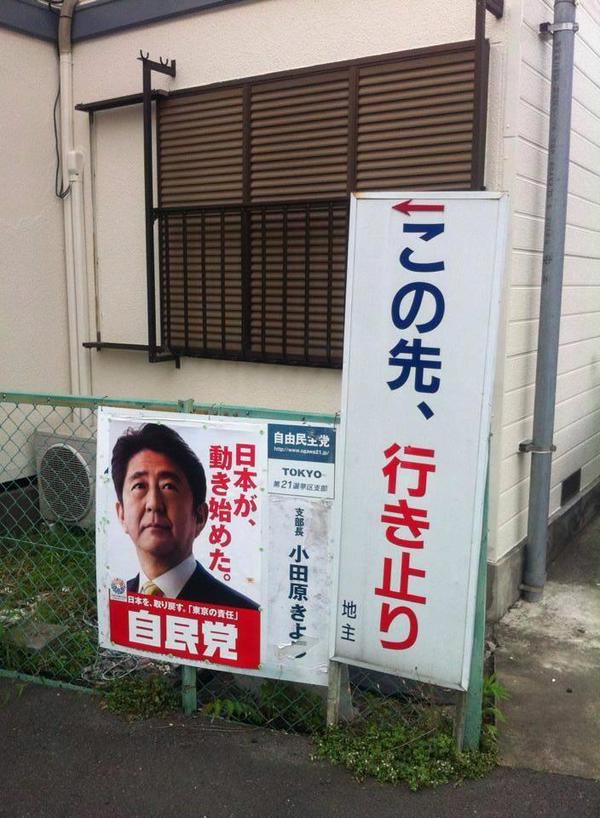 日本が、
動き始めた。
日本を、取り戻す。「東京の責任」
自民党
自由民主党
http://www.ogawa21.jp/
TOKYO
第21選挙区支部
支部長 小田原きよ
←この先、行き止り
地主